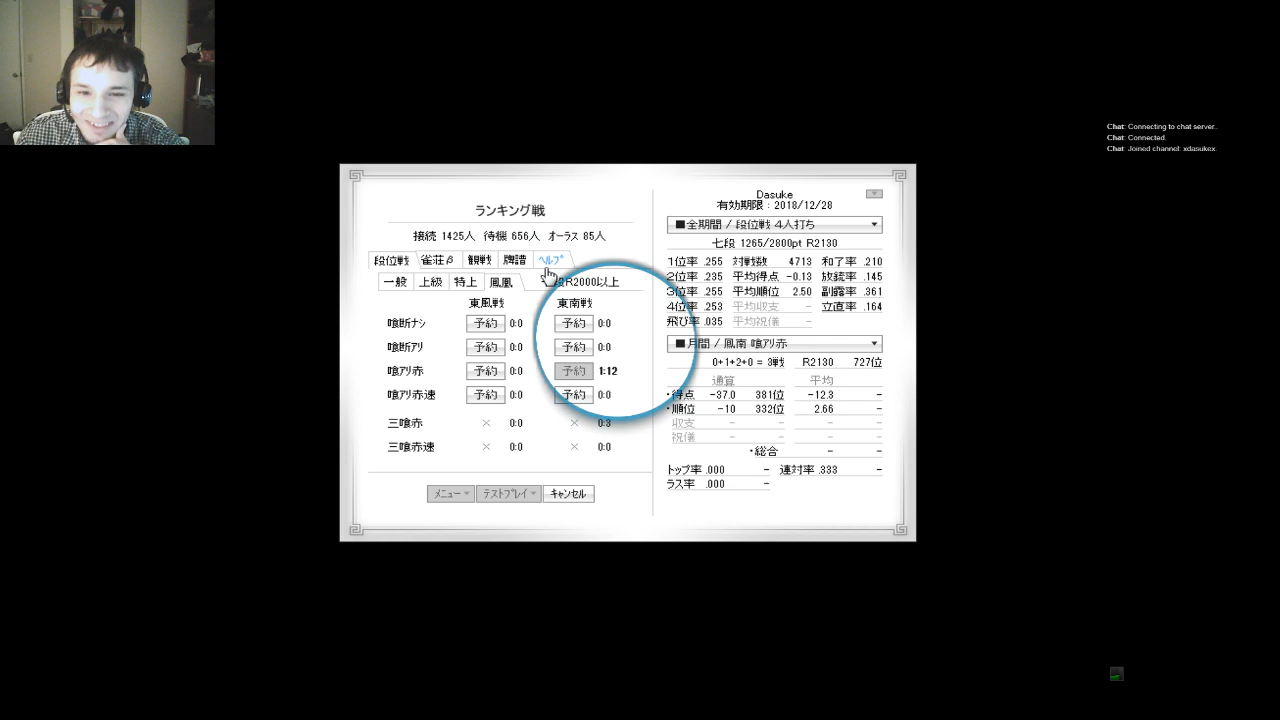 Chat: Connecting to chat server..
Chat: Connected.
Chat: Joined channel: xdasukex.
ランキング戦
接続 1425人 待機 656人 オーラス 85人
段位戦 雀荘β 観戦 牌譜 ヘルプ
一般 上級 特上 鳳凰 段R2000以上
東風戦 東南戦
喰断ナシ 予約 0:0 予約 0:0
喰断アリ 予約 0:0 予約 0:0
喰アリ赤 予約 0:0 予約 1:12
喰アリ赤速 予約 0:0 予約 0:0
三喰赤 × 0:0 × 0:3
三喰赤速 × 0:0 × 0:0
メニュー テストプレイ キャンセル
Dasuke
有効期限：2018/12/28
■全期間 / 段位戦 4人打ち
七段 1265/2800pt R2130
1位率 .255 対戦数 4713 和了率 .210
2位率 .235 平均得点 -0.13 放銃率 .145
3位率 .255 平均順位 2.50 副露率 .361
4位率 .253 平均収支 - 立直率 .164
飛び率 .035 平均祝儀 -
■月間 / 鳳南 喰アリ赤
0+1+2+0 = 3戦 R2130 727位
通算 平均
・得点 -37.0 381位 -12.3 -
・順位 -10 332位 2.66 -
収支 - - - -
祝儀 - - - -
・総合 - -
トップ率 .000 - 連対率 .333 -
ラス率 .000 -